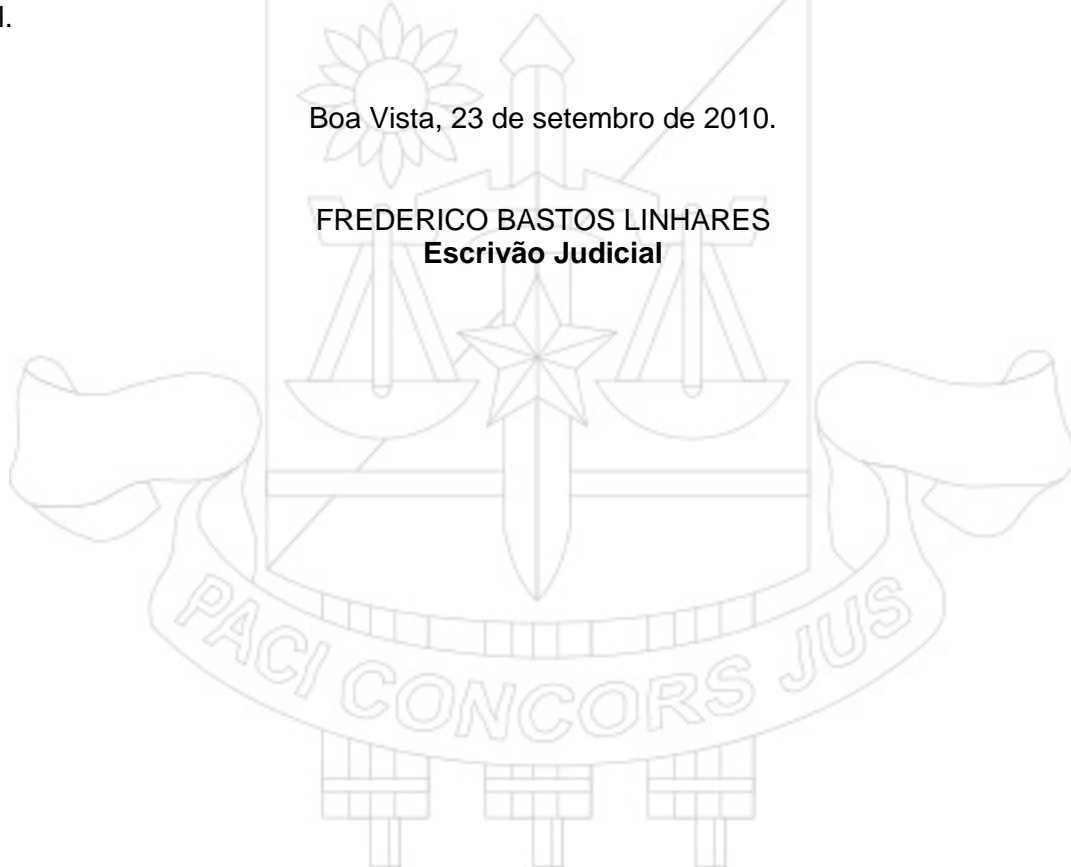 Boa Vista, 23 de setembro de 2010.
FREDERICO BASTOS LINHARES
Escrivão Judicial
PACI CONCORS JUS